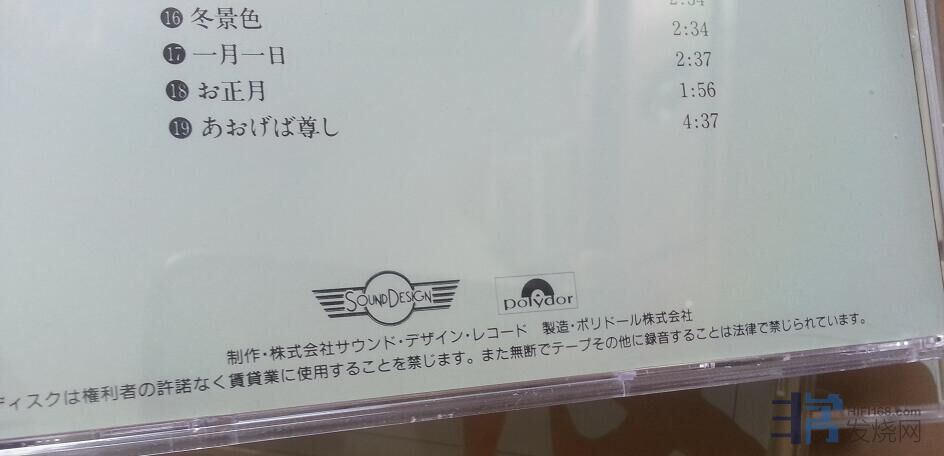 ⑯ 冬景色 2:34
⑰ 一月一日 2:37
⑱ お正月 1:56
⑲ あおげば尊し 4:37
SOUND DESIGN
polydor
制作・株式会社サウンド・デザイン・レコード 製造・ポリドール株式会社
ディスクは権利者の許諾なく賃貸業に使用することを禁じます。また無断でテープその他に録音することは法律で禁じられています。
HIFI168.com
发烧网